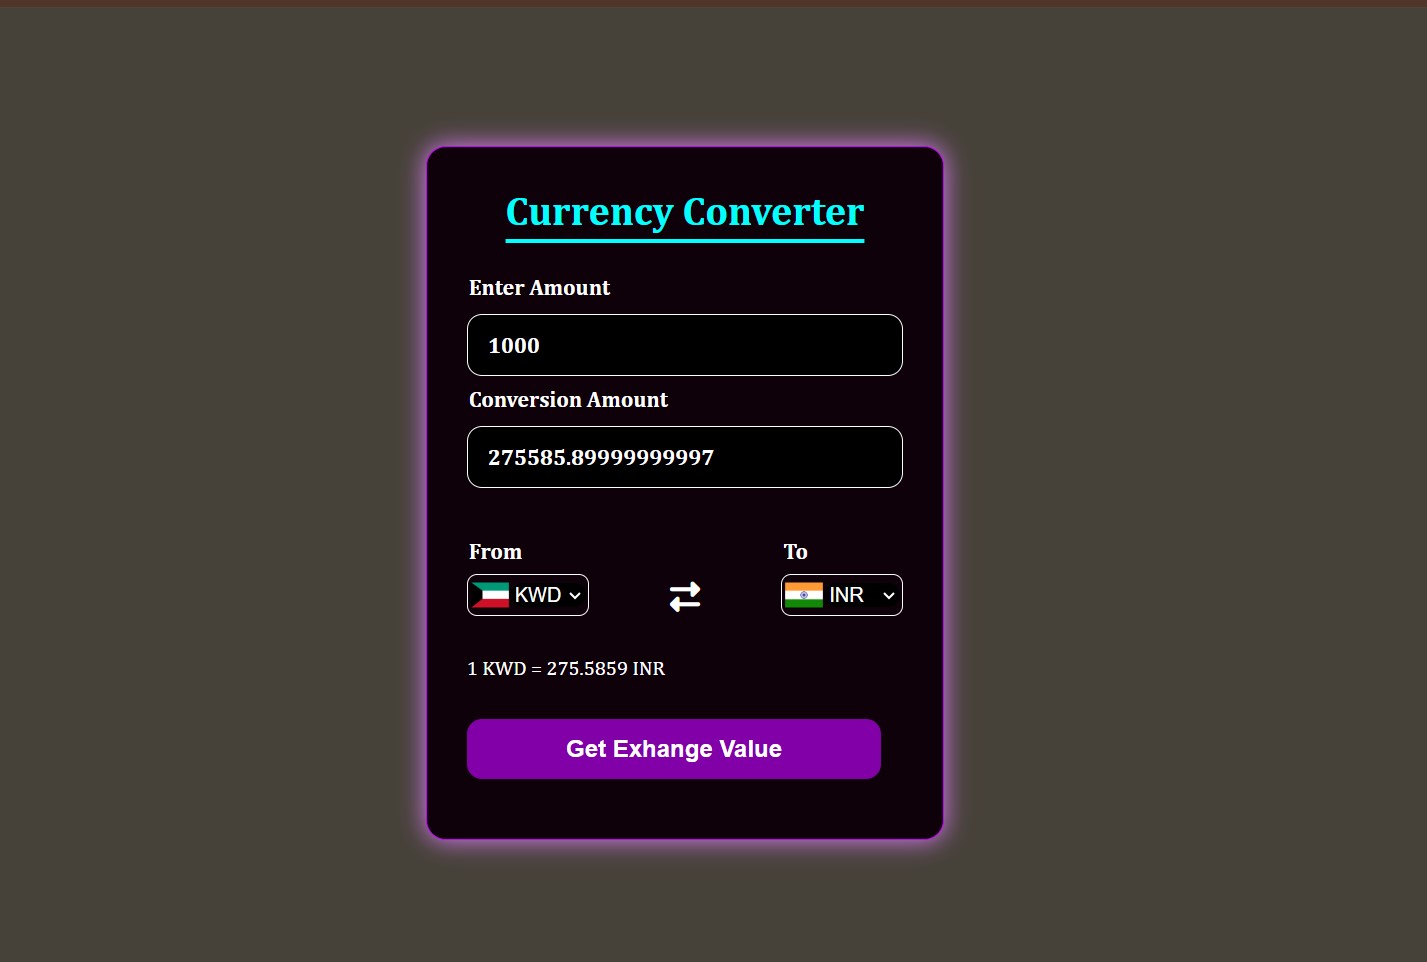 Currency Converter
Enter Amount
1000
Conversion Amount
275585.89999999997
From
To
KWD
INR
1 KWD = 275.5859 INR
Get Exhange Value